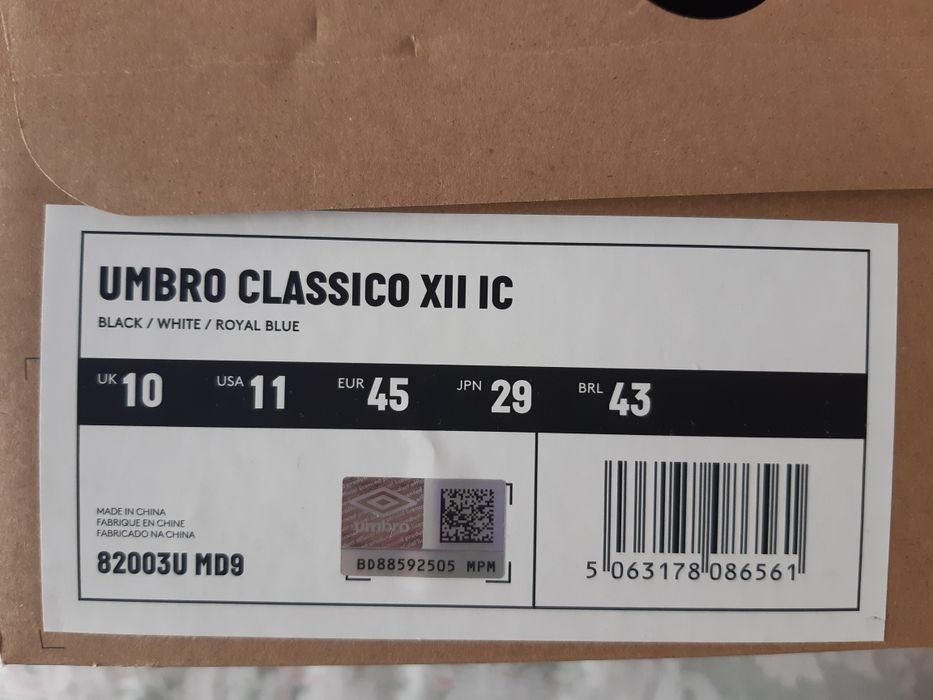 UMBRO CLASSICO XII IC
BLACK / WHITE / ROYAL BLUE
UK 10 USA 11 EUR 45 JPN 29 BRL 43
MADE IN CHINA
FABRIQUE EN CHINE
FABRICADO NA CHINA
82003U MD9
umbro
BD88592505 MPM
5 063178 086561